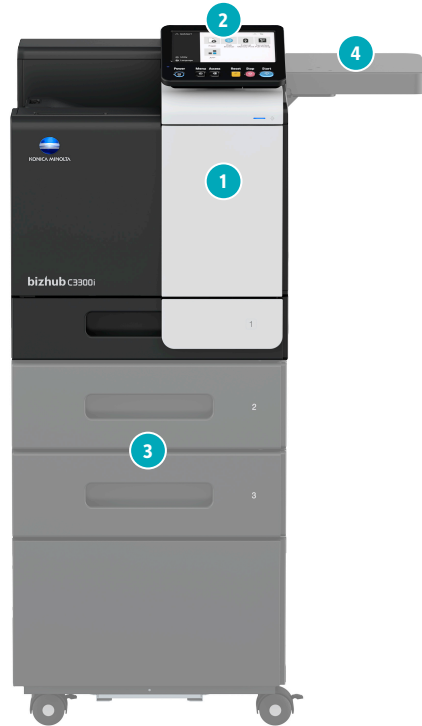 2
4
Power Menu Access Reset Stop Start
KONICA MINOLTA
1
bizhub C3300i
1
2
3
3